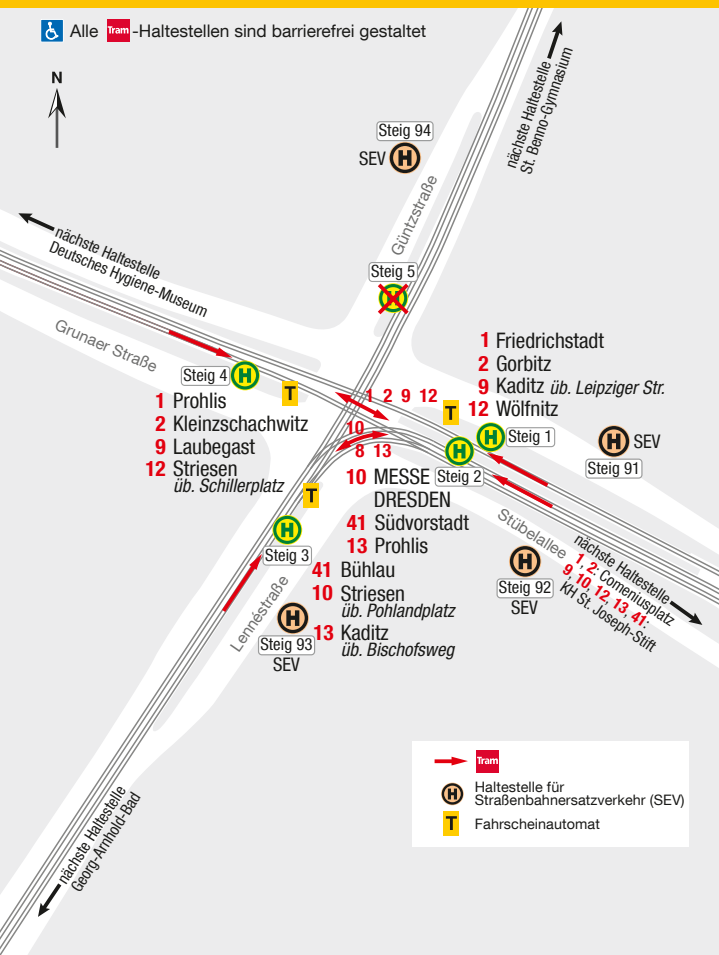 Alle Tram-Haltestellen sind barrierefrei gestaltet
N
nächste Haltestelle
St. Benno-Gymnasium
Steig 94
SEV H
Güntzstraße
nächste Haltestelle
Deutsches Hygiene-Museum
Steig 5
H
Grunaer Straße
Steig 4 H
T
1 Prohlis
2 Kleinzschachwitz
9 Laubegast
12 Striesen
üb. Schillerplatz
1 2 9 12
10
8 13
1 Friedrichstadt
2 Gorbitz
9 Kaditz üb. Leipziger Str.
12 Wölfnitz
T
H Steig 1
H SEV
Steig 91
H
Steig 2
10 MESSE
DRESDEN
41 Südvorstadt
13 Prohlis
T
H
Steig 3
Stübelallee
H
Steig 92
SEV
nächste Haltestelle
1, 2: Comeniusplatz
9, 10, 12, 13, 41:
KH St. Joseph-Stift
41 Bühlau
10 Striesen
üb. Pohlandplatz
13 Kaditz
üb. Bischofsweg
Lennéstraße
H
Steig 93
SEV
nächste Haltestelle
Georg-Arnhold-Bad
Tram
H Haltestelle für
Straßenbahnersatzverkehr (SEV)
T Fahrscheinautomat